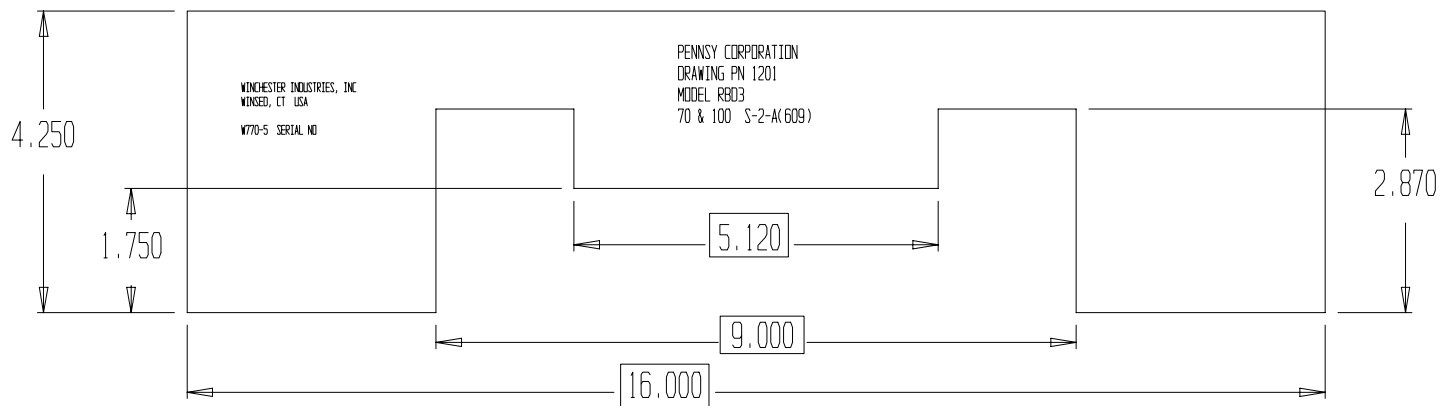 PENNSY CORPORATION
DRAWING PN 1201
MODEL RBD3
70 & 100 S-2-A(609)
WINCHESTER INDUSTRIES, INC
WINSED, CT USA
W770-5 SERIAL NO
4.250
1.750
2.870
5.120
9.000
16.000